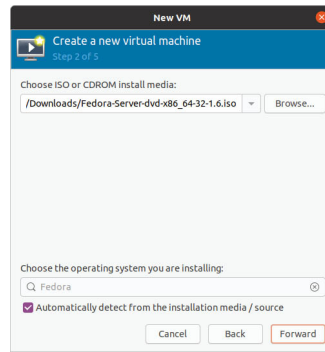 New VM
Create a new virtual machine
Step 2 of 5
Choose ISO or CDROM install media:
/Downloads/Fedora-Server-dvd-x86_64-32-1.6.iso
Browse...
Choose the operating system you are installing:
Fedora
Automatically detect from the installation media / source
Cancel Back Forward